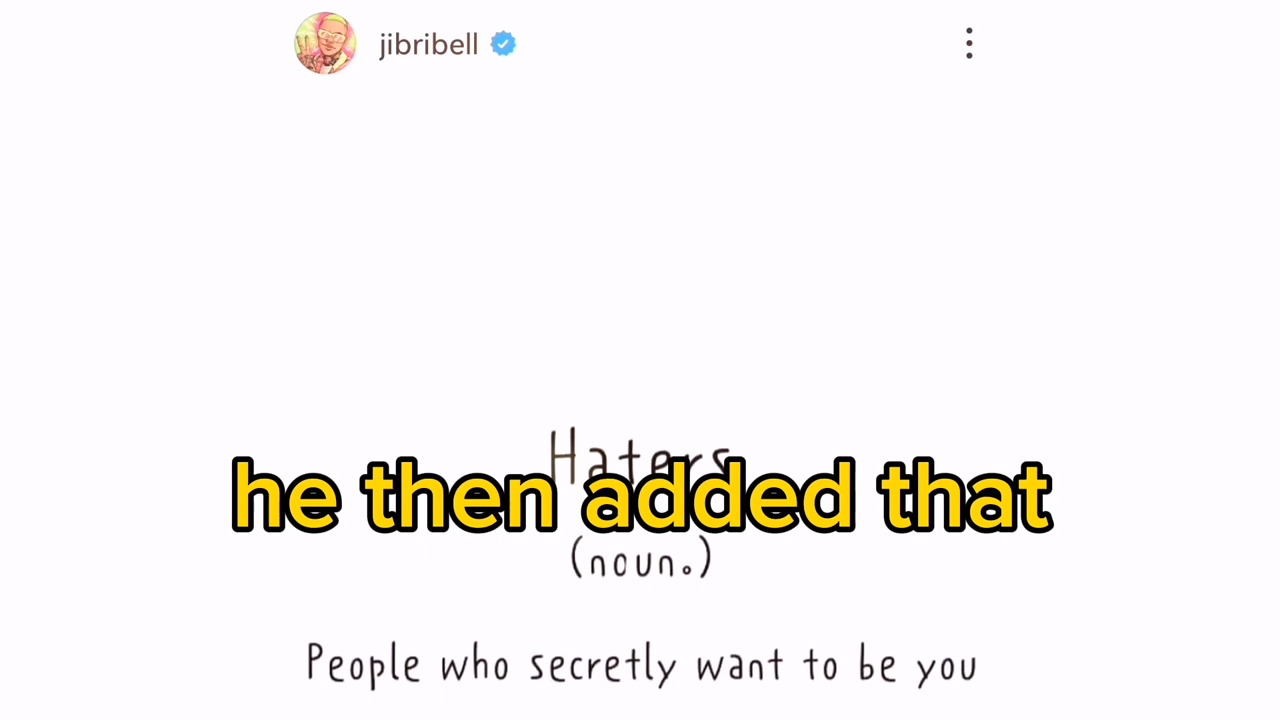 jibribell
Haters
he then added that
(noun.)
People who secretly want to be you